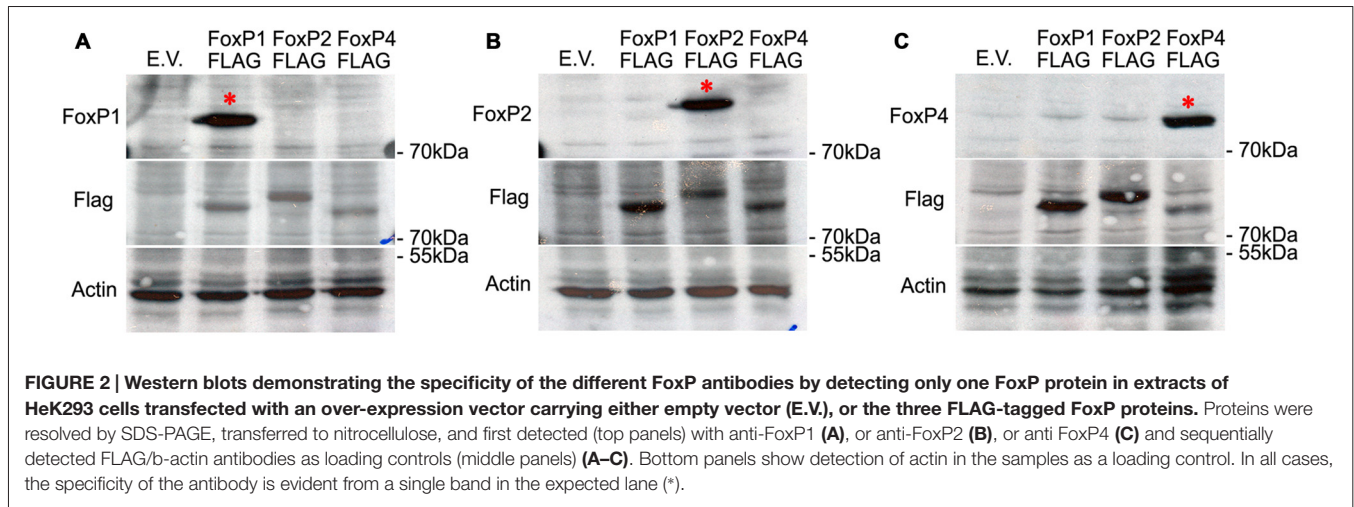 A
E.V.
FoxP1 FoxP2 FoxP4
FLAG FLAG FLAG
*
FoxP1
- 70kDa
Flag
- 70kDa
- 55kDa
Actin
B
E.V.
FoxP1 FoxP2 FoxP4
FLAG FLAG FLAG
*
FoxP2
- 70kDa
Flag
- 70kDa
- 55kDa
Actin
C
E.V.
FoxP1 FoxP2 FoxP4
FLAG FLAG FLAG
*
FoxP4
- 70kDa
Flag
- 70kDa
- 55kDa
Actin
FIGURE 2 | Western blots demonstrating the specificity of the different FoxP antibodies by detecting only one FoxP protein in extracts of
HeK293 cells transfected with an over-expression vector carrying either empty vector (E.V.), or the three FLAG-tagged FoxP proteins. Proteins were
resolved by SDS-PAGE, transferred to nitrocellulose, and first detected (top panels) with anti-FoxP1 (A), or anti-FoxP2 (B), or anti FoxP4 (C) and sequentially
detected FLAG/b-actin antibodies as loading controls (middle panels) (A–C). Bottom panels show detection of actin in the samples as a loading control. In all cases,
the specificity of the antibody is evident from a single band in the expected lane (*).